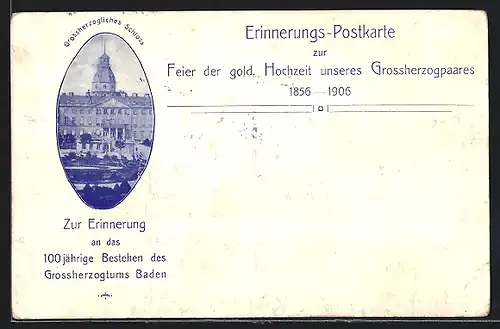 Grossherzogliches Schloss
Erinnerungs-Postkarte
zur
Feier der gold. Hochzeit unseres Grossherzogpaares
1856—1906
Zur Erinnerung
an das
100jährige Bestehen des
Grossherzogtums Baden